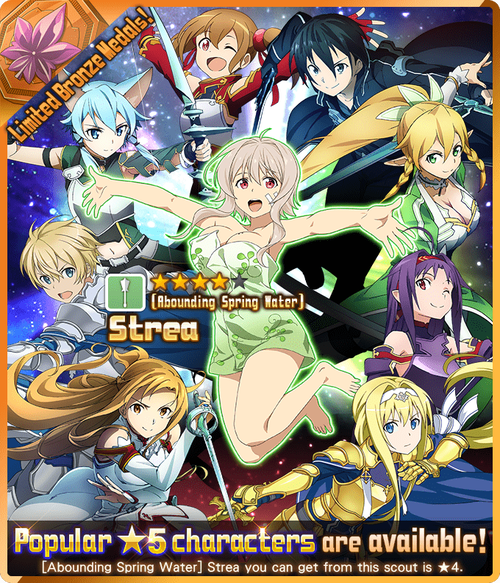 Limited Bronze Medals!
★★★★★
[Abounding Spring Water]
Strea
Popular ★5 characters are available!
[Abounding Spring Water] Strea you can get from this scout is ★4.